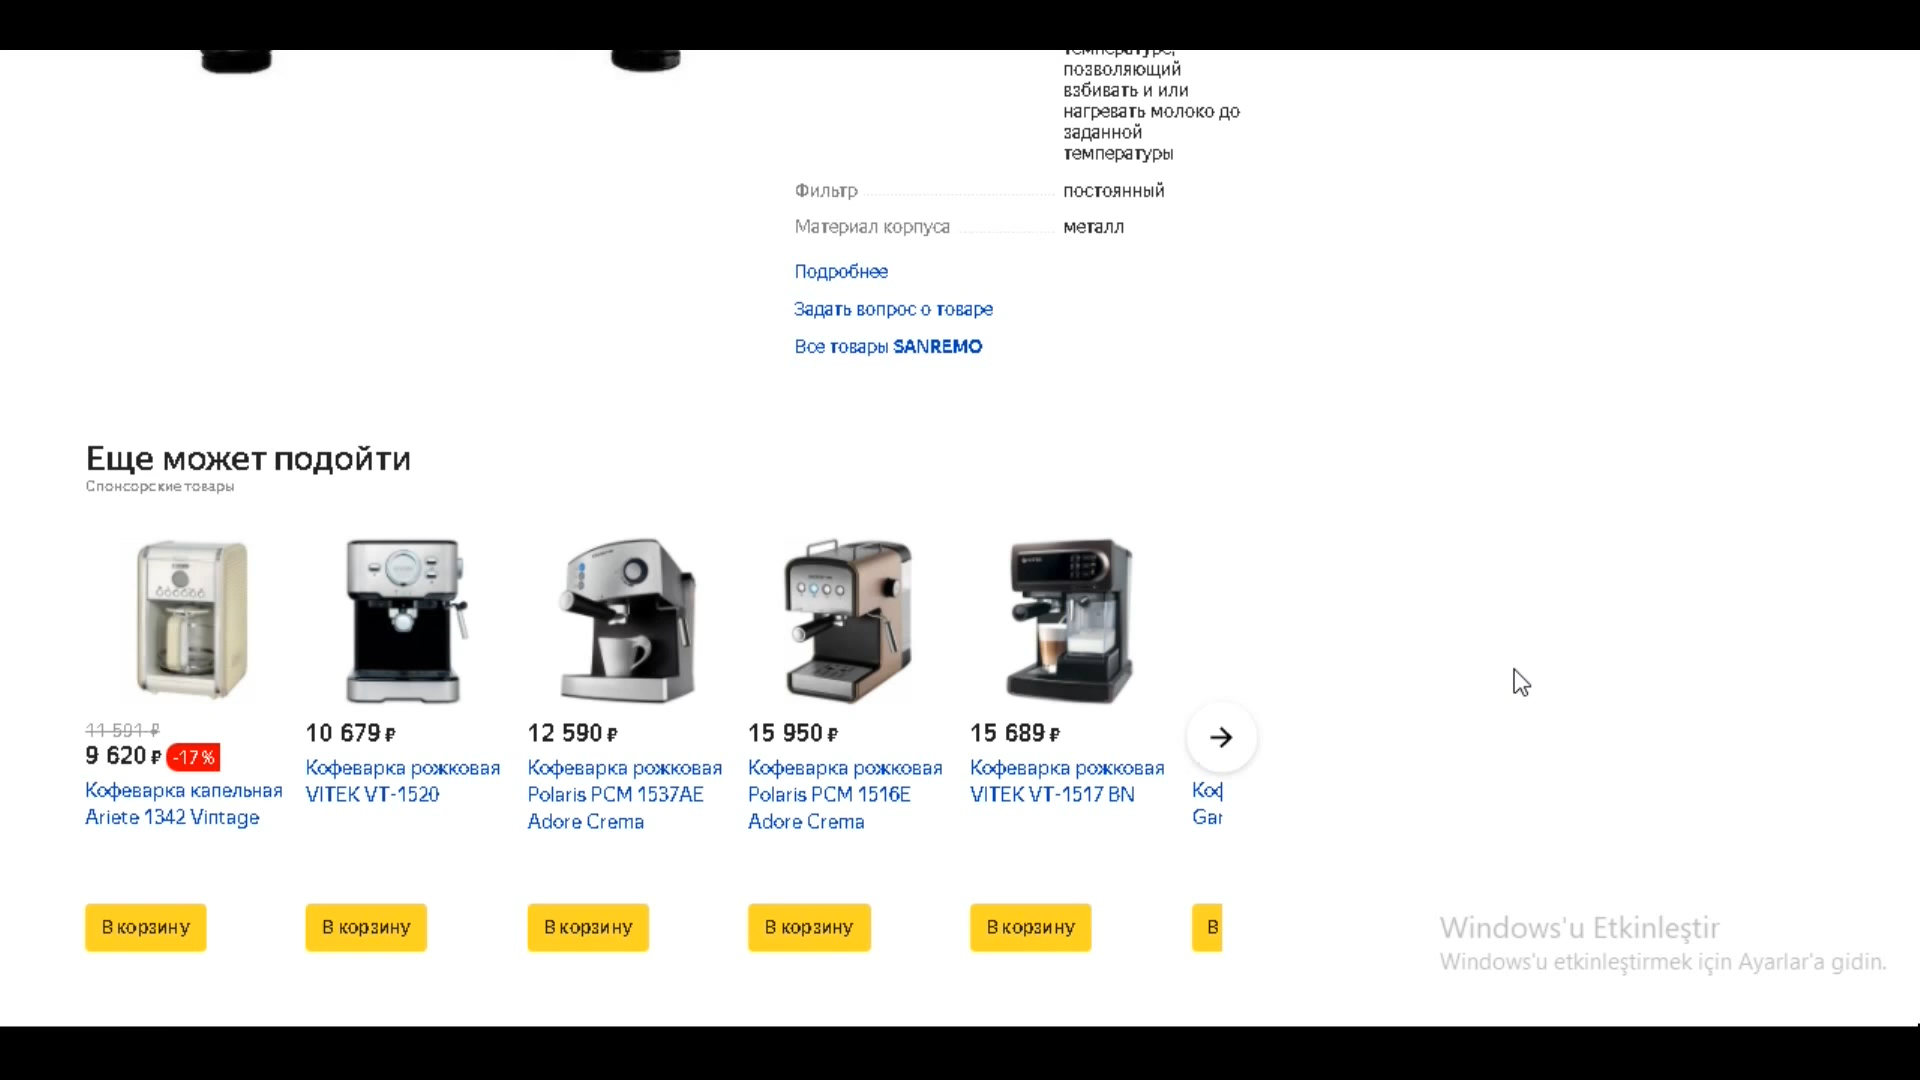 температуре,
позволяющий
взбивать и или
нагревать молоко до
заданной
температуры
Фильтр постоянный
Материал корпуса металл
Подробнее
Задать вопрос о товаре
Все товары SANREMO
Еще может подойти
Спонсорские товары
11 591 ₽
9 620 ₽ -17%
Кофеварка капельная
Ariete 1342 Vintage
В корзину
10 679 ₽
Кофеварка рожковая
VITEK VT-1520
В корзину
12 590 ₽
Кофеварка рожковая
Polaris PCM 1537AE
Adore Crema
В корзину
15 950 ₽
Кофеварка рожковая
Polaris PCM 1516E
Adore Crema
В корзину
15 689 ₽
Кофеварка рожковая
VITEK VT-1517 BN
В корзину
Gar
В
Windows'u Etkinleştir
Windows'u etkinleştirmek için Ayarlar'a gidin.